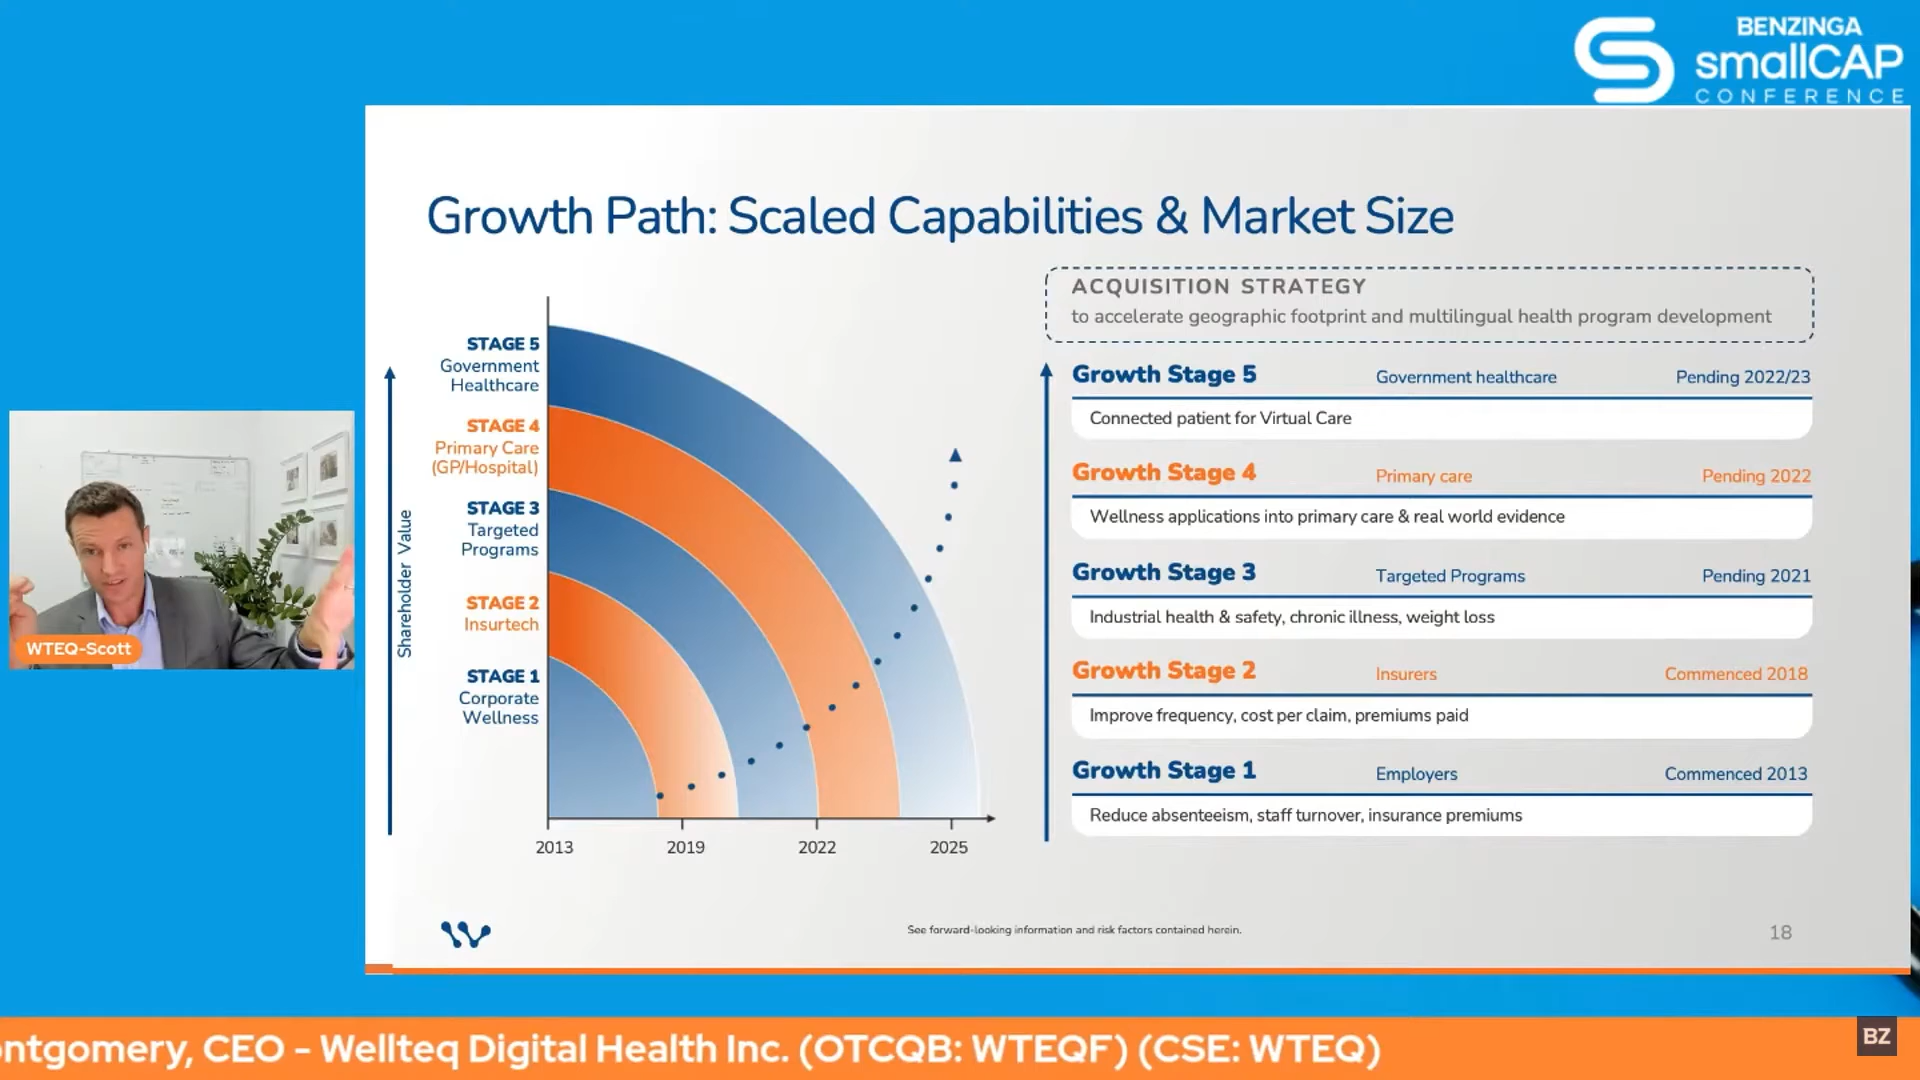 BENZINGA
smallCAP
CONFERENCE
Growth Path: Scaled Capabilities & Market Size
ACQUISITION STRATEGY
to accelerate geographic footprint and multilingual health program development
Shareholder Value
STAGE 5
Government
Healthcare
STAGE 4
Primary Care
(GP/Hospital)
STAGE 3
Targeted
Programs
STAGE 2
Insurtech
STAGE 1
Corporate
Wellness
2013 2019 2022 2025
Growth Stage 5 Government healthcare Pending 2022/23
Connected patient for Virtual Care
Growth Stage 4 Primary care Pending 2022
Wellness applications into primary care & real world evidence
Growth Stage 3 Targeted Programs Pending 2021
Industrial health & safety, chronic illness, weight loss
Growth Stage 2 Insurers Commenced 2018
Improve frequency, cost per claim, premiums paid
Growth Stage 1 Employers Commenced 2013
Reduce absenteeism, staff turnover, insurance premiums
WTEQ-Scott
See forward-looking information and risk factors contained herein.
18
ntgomery, CEO - Wellteq Digital Health Inc. (OTCQB: WTEQF) (CSE: WTEQ)
BZ